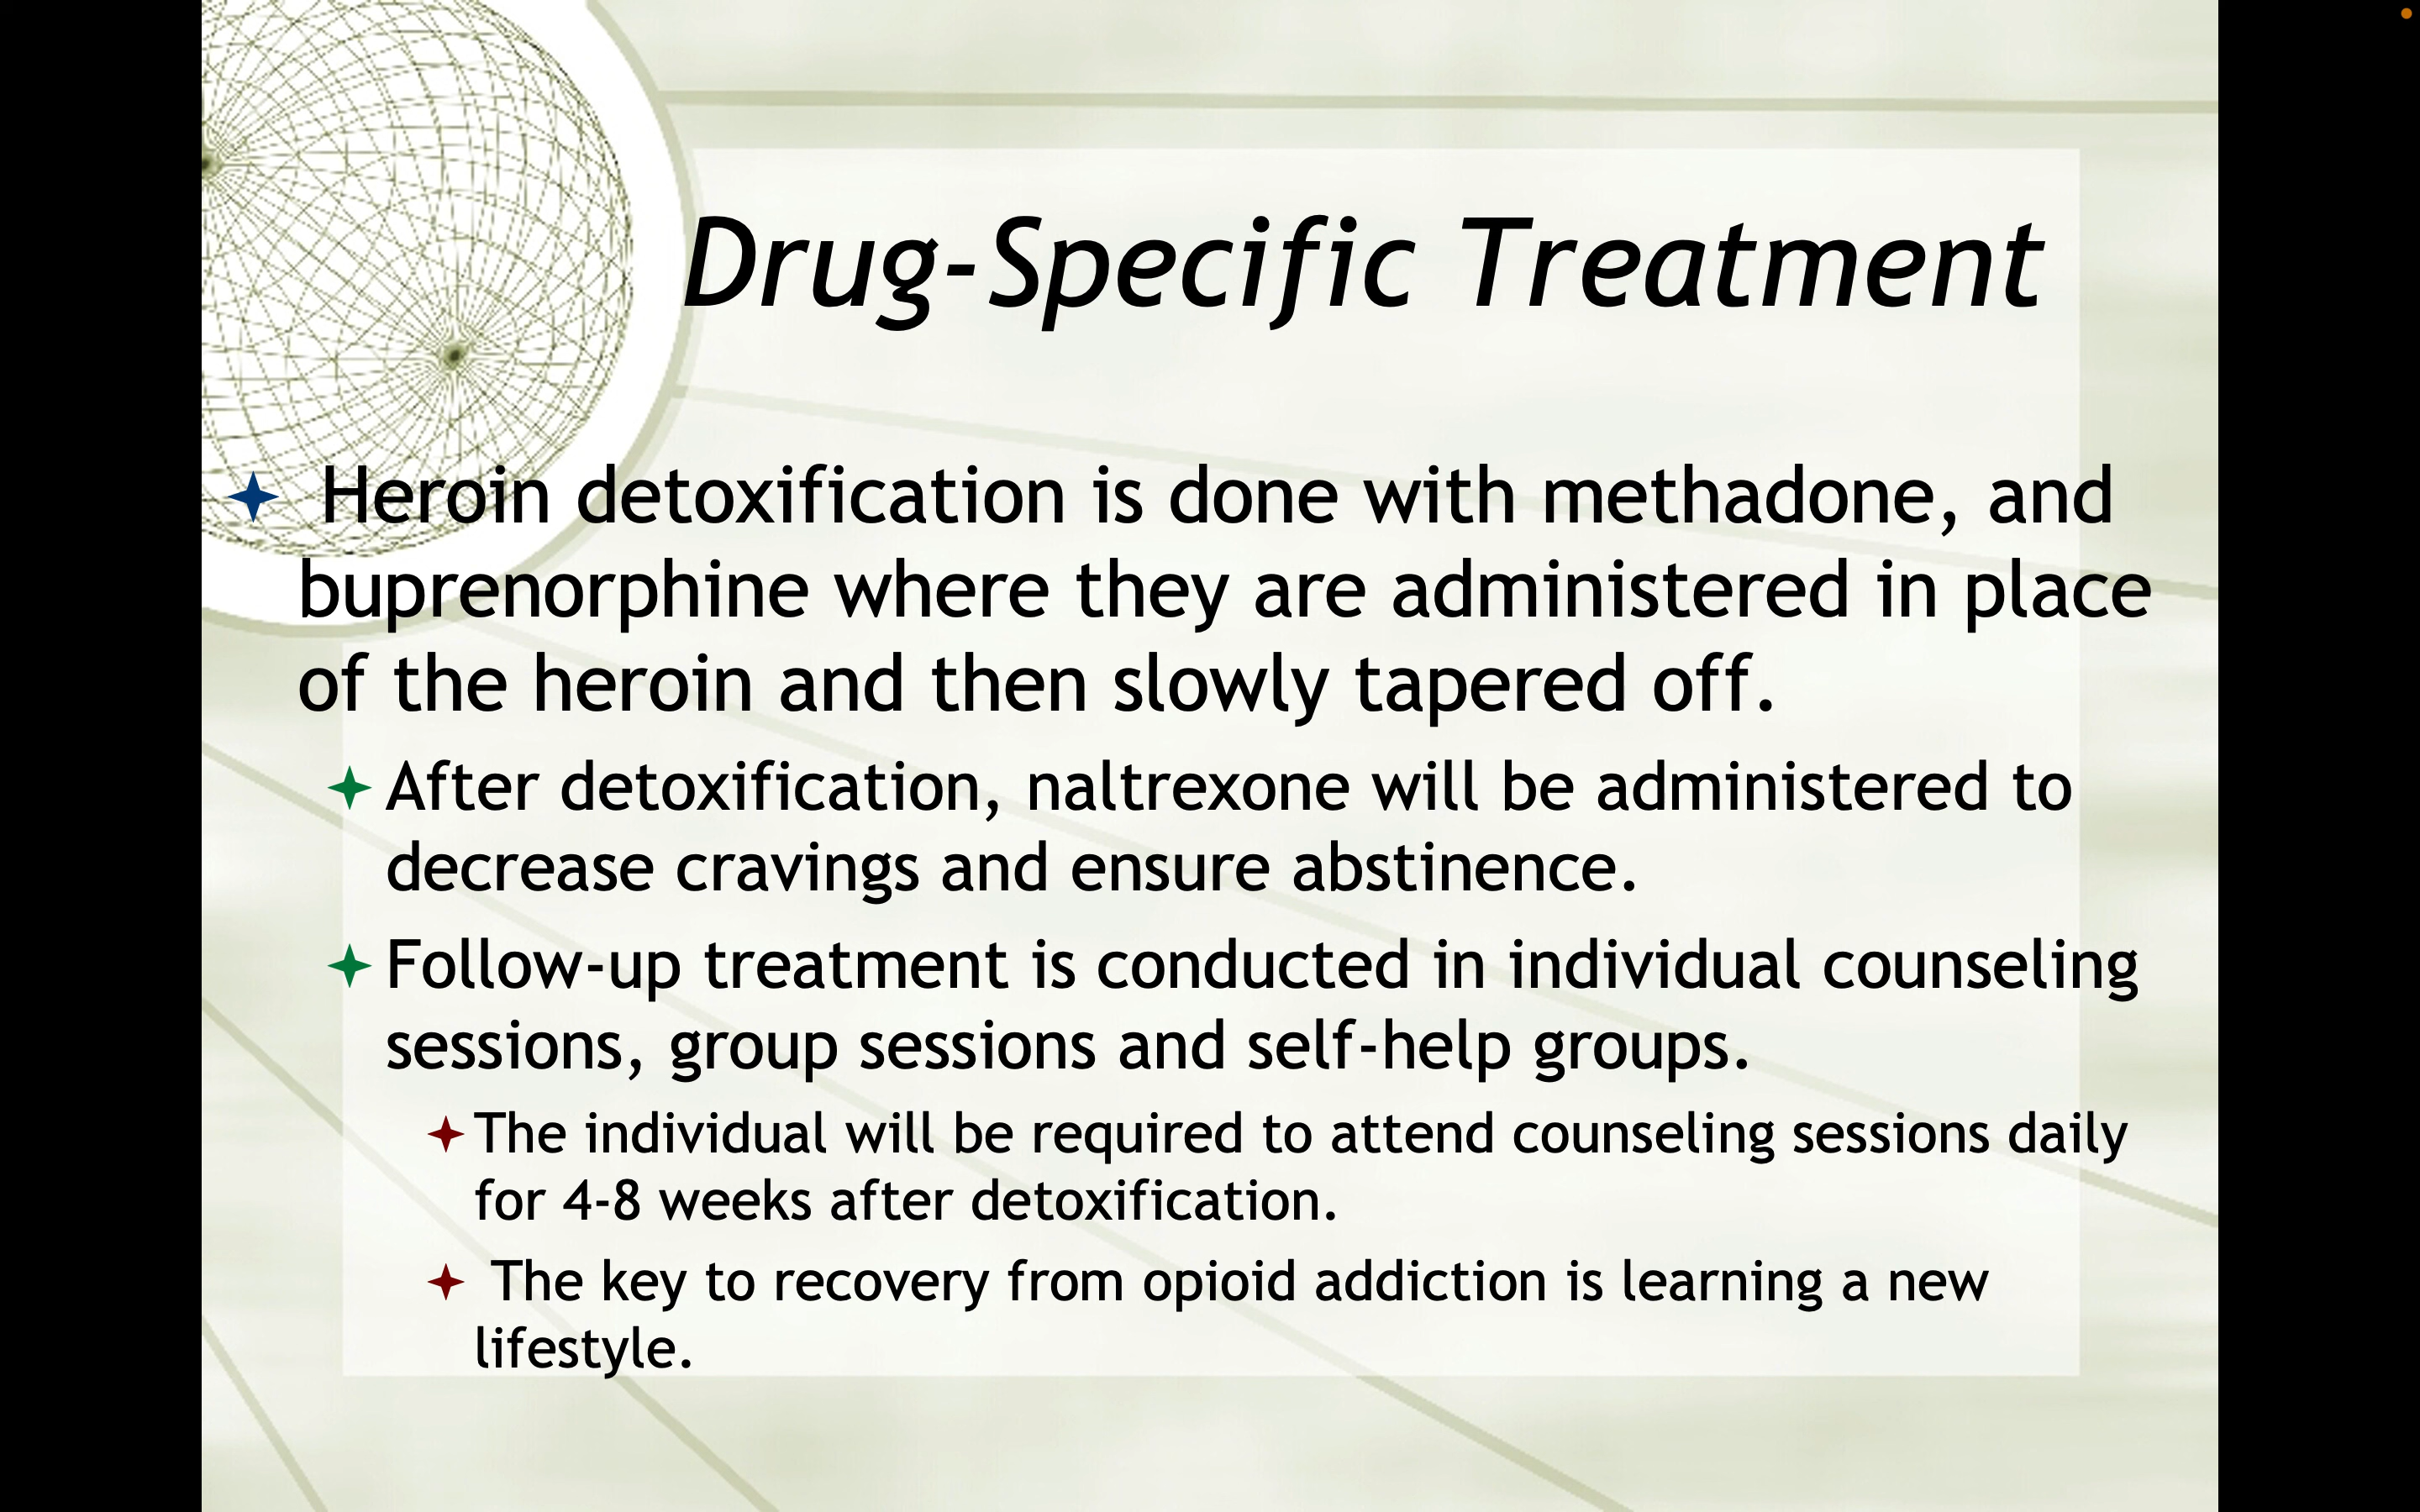 Drug-Specific Treatment
Heroin detoxification is done with methadone, and
buprenorphine where they are administered in place
of the heroin and then slowly tapered off.
After detoxification, naltrexone will be administered to
decrease cravings and ensure abstinence.
Follow-up treatment is conducted in individual counseling
sessions, group sessions and self-help groups.
The individual will be required to attend counseling sessions daily
for 4-8 weeks after detoxification.
The key to recovery from opioid addiction is learning a new
lifestyle.